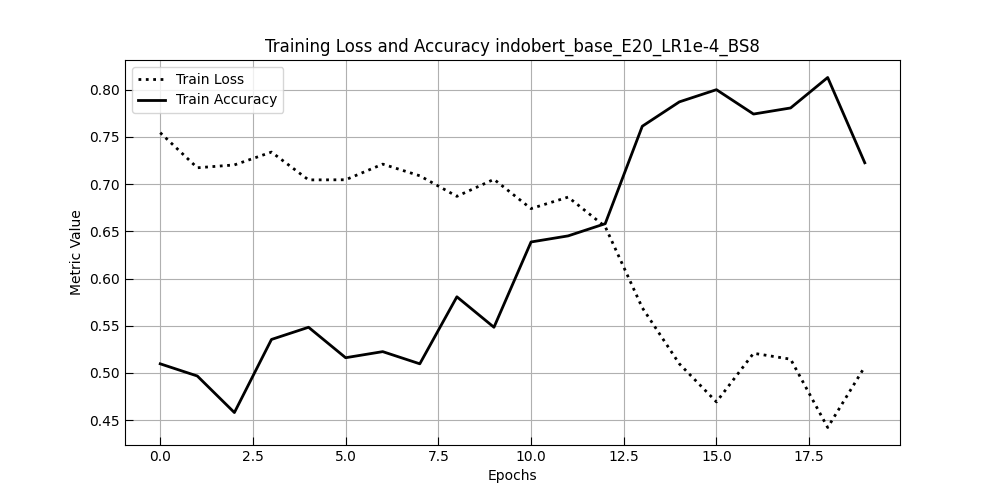 Training Loss and Accuracy indobert_base_E20_LR1e-4_BS8
Train Loss
Train Accuracy
0.80
0.75
0.70
0.65
0.60
0.55
0.50
0.45
Metric Value
0.0 2.5 5.0 7.5 10.0 12.5 15.0 17.5
Epochs